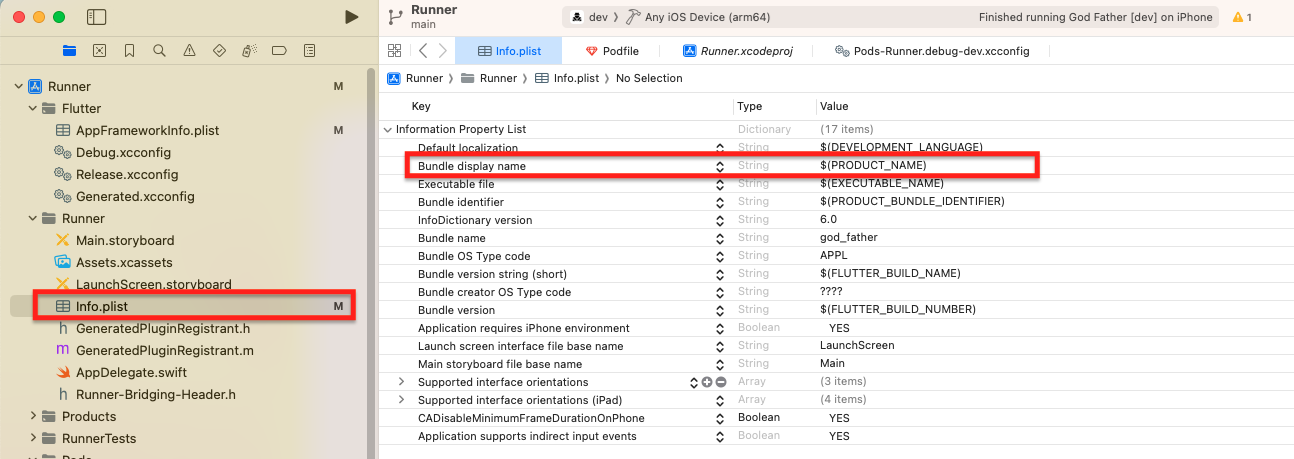 Runner
main
dev
Any iOS Device (arm64)
Finished running God Father [dev] on iPhone
1
Info.plist
Podfile
Runner.xcodeproj
Pods-Runner.debug-dev.xcconfig
Runner
Runner
Info.plist
No Selection
Runner M
Flutter
AppFrameworkInfo.plist M
Debug.xcconfig
Release.xcconfig
Generated.xcconfig
Runner
Main.storyboard
Assets.xcassets
LaunchScreen.storyboard
Info.plist M
h GeneratedPluginRegistrant.h
m GeneratedPluginRegistrant.m
AppDelegate.swift
h Runner-Bridging-Header.h
Products
RunnerTests
Pods
Key Type Value
Information Property List Dictionary (17 items)
Default localization String $(DEVELOPMENT_LANGUAGE)
Bundle display name String $(PRODUCT_NAME)
Executable file String $(EXECUTABLE_NAME)
Bundle identifier String $(PRODUCT_BUNDLE_IDENTIFIER)
InfoDictionary version String 6.0
Bundle name String god_father
Bundle OS Type code String APPL
Bundle version string (short) String $(FLUTTER_BUILD_NAME)
Bundle creator OS Type code String ????
Bundle version String $(FLUTTER_BUILD_NUMBER)
Application requires iPhone environment Boolean YES
Launch screen interface file base name String LaunchScreen
Main storyboard file base name String Main
Supported interface orientations Array (3 items)
Supported interface orientations (iPad) Array (4 items)
CADisableMinimumFrameDurationOnPhone Boolean YES
Application supports indirect input events Boolean YES